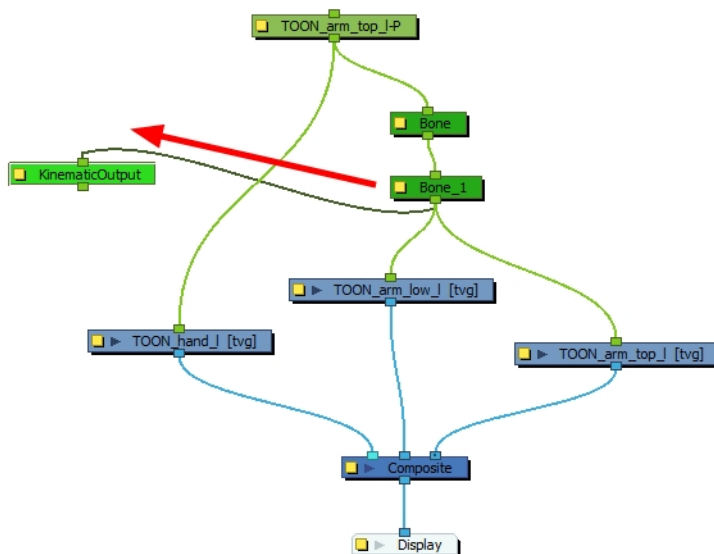 TOON_arm_top_l-P
Bone
KinematicOutput
Bone_1
TOON_arm_low_l [tvg]
TOON_hand_l [tvg]
TOON_arm_top_l [tvg]
Composite
Display